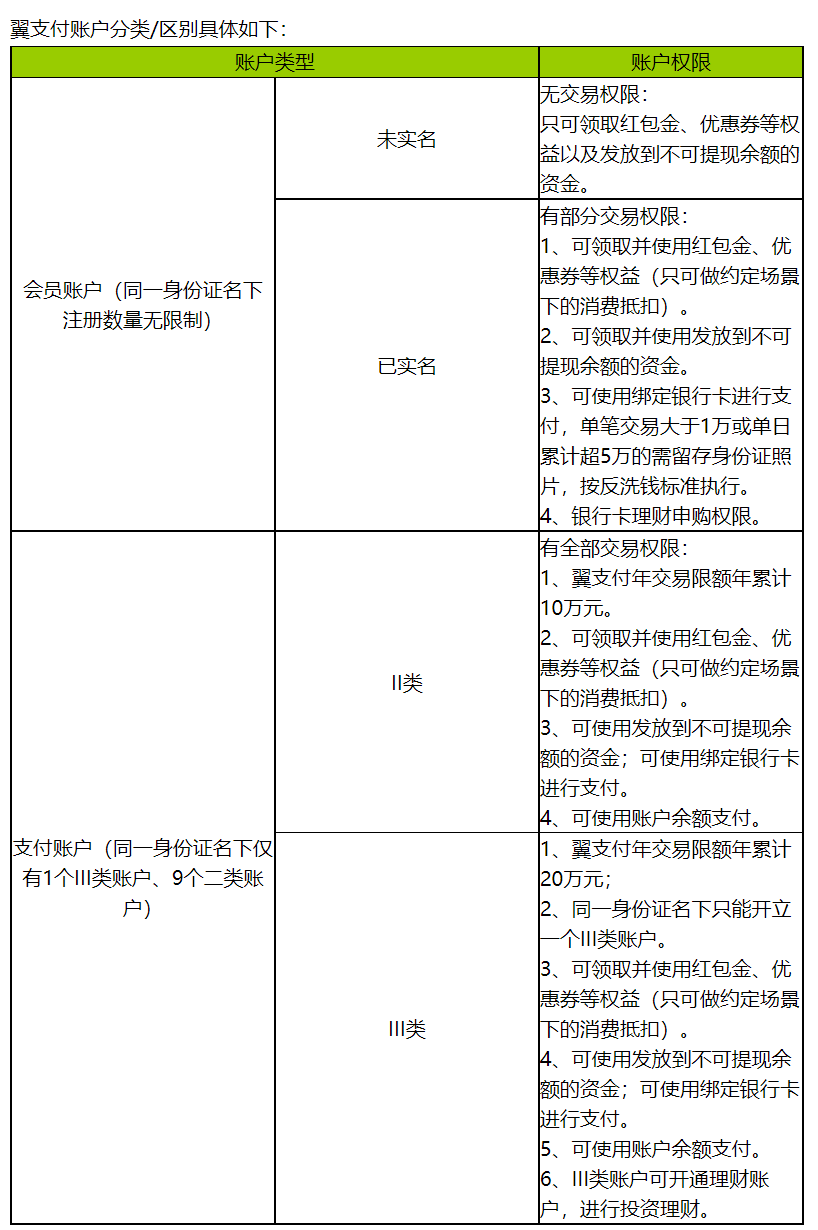 翼支付账户分类/区别具体如下：
账户类型
账户权限
会员账户（同一身份证名下
注册数量无限制）
未实名
无交易权限：
只可领取红包金、优惠券等权
益以及发放到不可提现余额的
资金。
已实名
有部分交易权限：
1、可领取并使用红包金、优
惠券等权益（只可做约定场景
下的消费抵扣）。
2、可领取并使用发放到不可
提现余额的资金。
3、可使用绑定银行卡进行支
付，单笔交易大于1万或单日
累计超5万的需留存身份证照
片，按反洗钱标准执行。
4、银行卡理财申购权限。
支付账户（同一身份证名下仅
有1个III类账户、9个二类账
户）
II类
有全部交易权限：
1、翼支付年交易限额年累计
10万元。
2、可领取并使用红包金、优
惠券等权益（只可做约定场景
下的消费抵扣）。
3、可使用发放到不可提现余
额的资金；可使用绑定银行卡
进行支付。
4、可使用账户余额支付。
III类
1、翼支付年交易限额年累计
20万元；
2、同一身份证名下只能开立
一个III类账户。
3、可领取并使用红包金、优
惠券等权益（只可做约定场景
下的消费抵扣）。
4、可使用发放到不可提现余
额的资金；可使用绑定银行卡
进行支付。
5、可使用账户余额支付。
6、III类账户可开通理财账
户，进行投资理财。